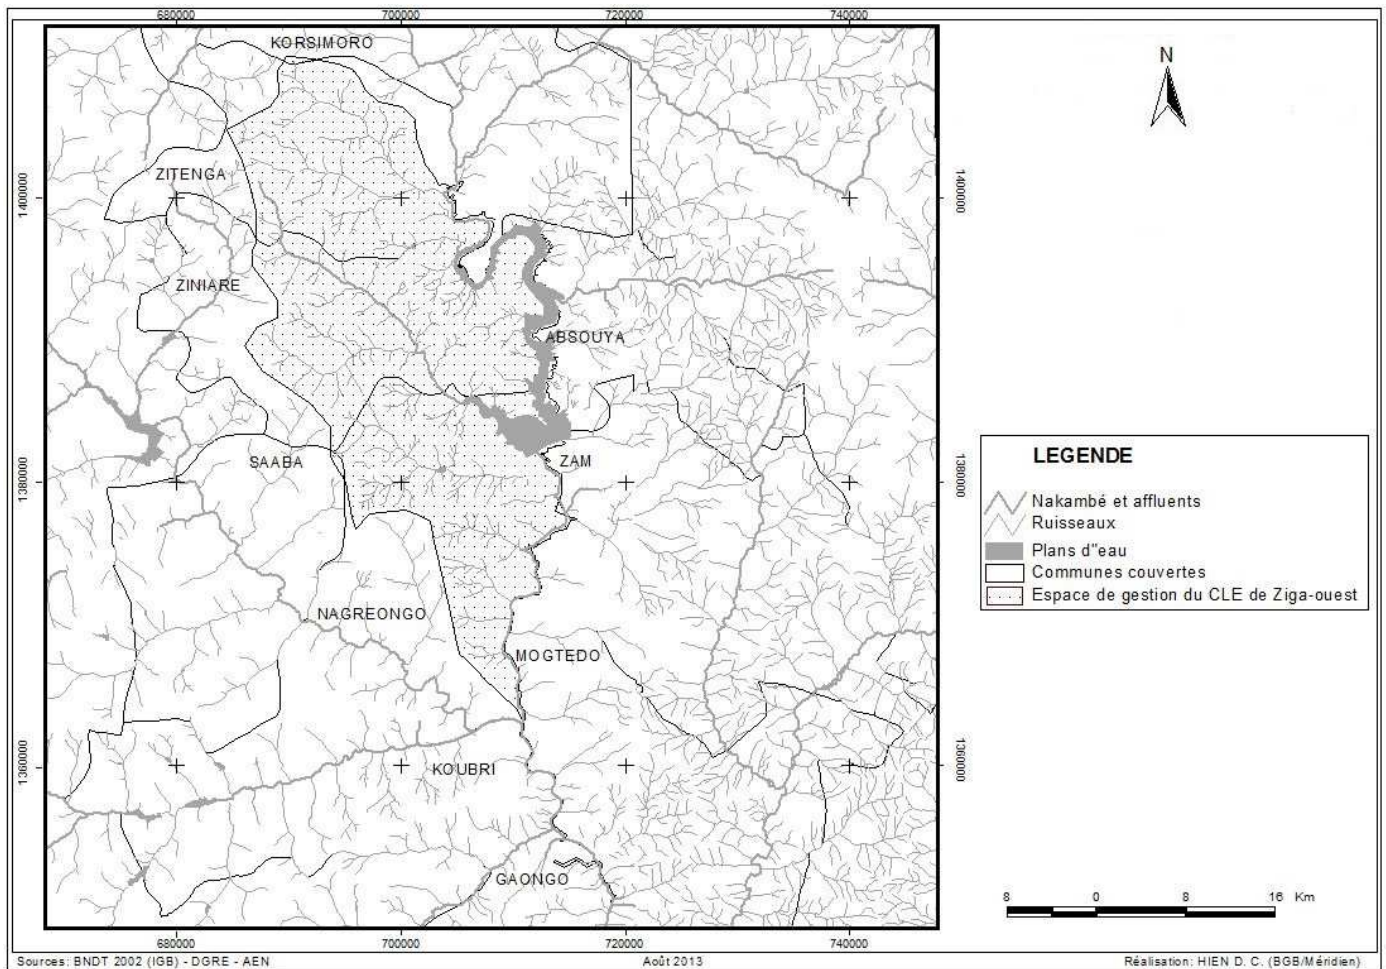 680000 700000 720000 740000
KORSIMORO
N
ZITENGA
1400000 1400000
ZINIARE
ABSOUYA
SAABA
ZAM
1380000 1380000
LEGENDE
Nakambé et affluents
Ruisseaux
Plans d"eau
Communes couvertes
Espace de gestion du CLE de Ziga-ouest
NAGREONGO
MOGTEDO
KOUBRI
1360000 1360000
GAONGO
8 0 8 16 Km
680000 700000 720000 740000
Sources: BNDT 2002 (IGB) - DGRE - AEN
Août 2013
Réalisation: HIEN D. C. (BGB/Méridien)